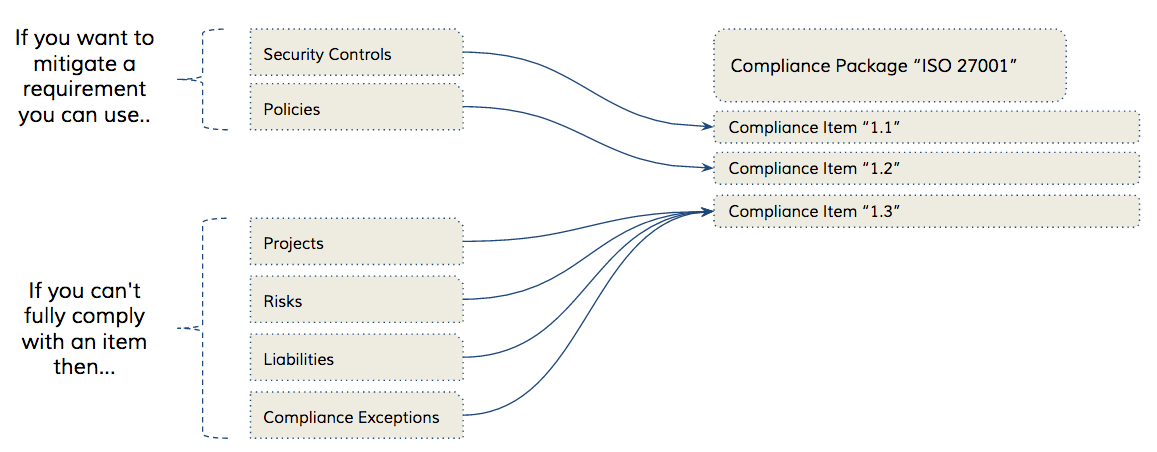 If you want to
mitigate a
requirement
you can use..
Security Controls
Policies
Compliance Package “ISO 27001”
Compliance Item “1.1”
Compliance Item “1.2”
Compliance Item “1.3”
If you can't
fully comply
with an item
then...
Projects
Risks
Liabilities
Compliance Exceptions